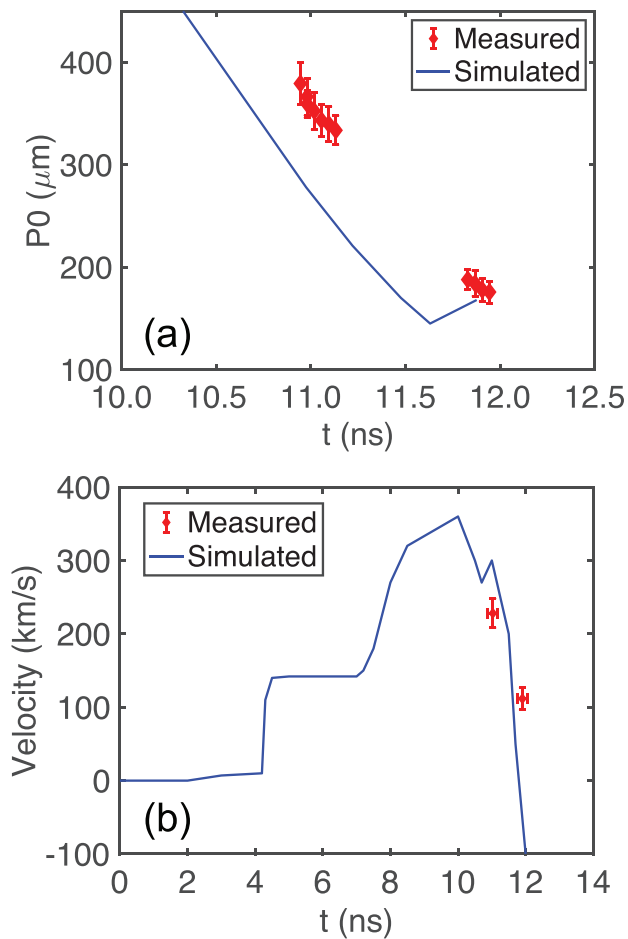 400
300
200
100
P0 (μm)
Measured
Simulated
(a)
10.0 10.5 11.0 11.5 12.0 12.5
t (ns)
400
300
200
100
0
-100
Velocity (km/s)
Measured
Simulated
(b)
0 2 4 6 8 10 12 14
t (ns)